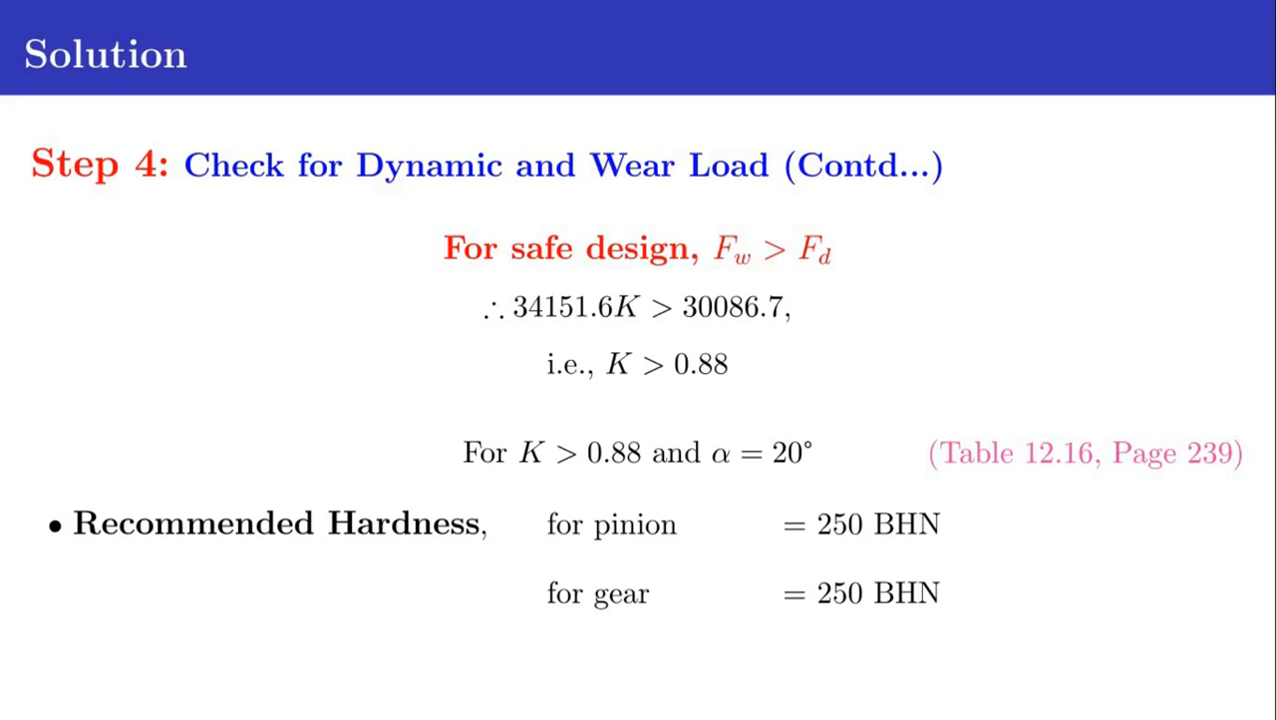 Solution
Step 4: Check for Dynamic and Wear Load (Contd...)
For safe design, F_w > F_d
∴ 34151.6K > 30086.7,
i.e., K > 0.88
For K > 0.88 and α = 20° (Table 12.16, Page 239)
• Recommended Hardness, for pinion = 250 BHN
for gear = 250 BHN